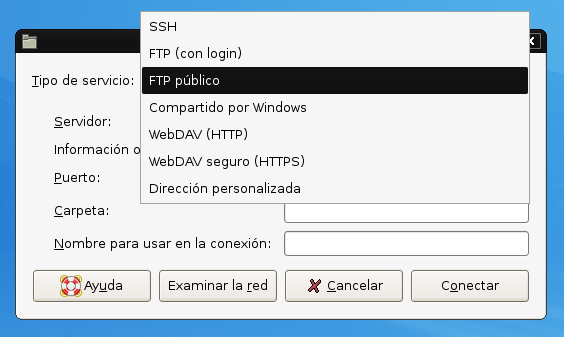 SSH
FTP (con login)
Tipo de servicio:
FTP público
Compartido por Windows
Servidor:
WebDAV (HTTP)
Información o
WebDAV seguro (HTTPS)
Puerto:
Dirección personalizada
Carpeta:
Nombre para usar en la conexión:
Ayuda
Examinar la red
Cancelar
Conectar